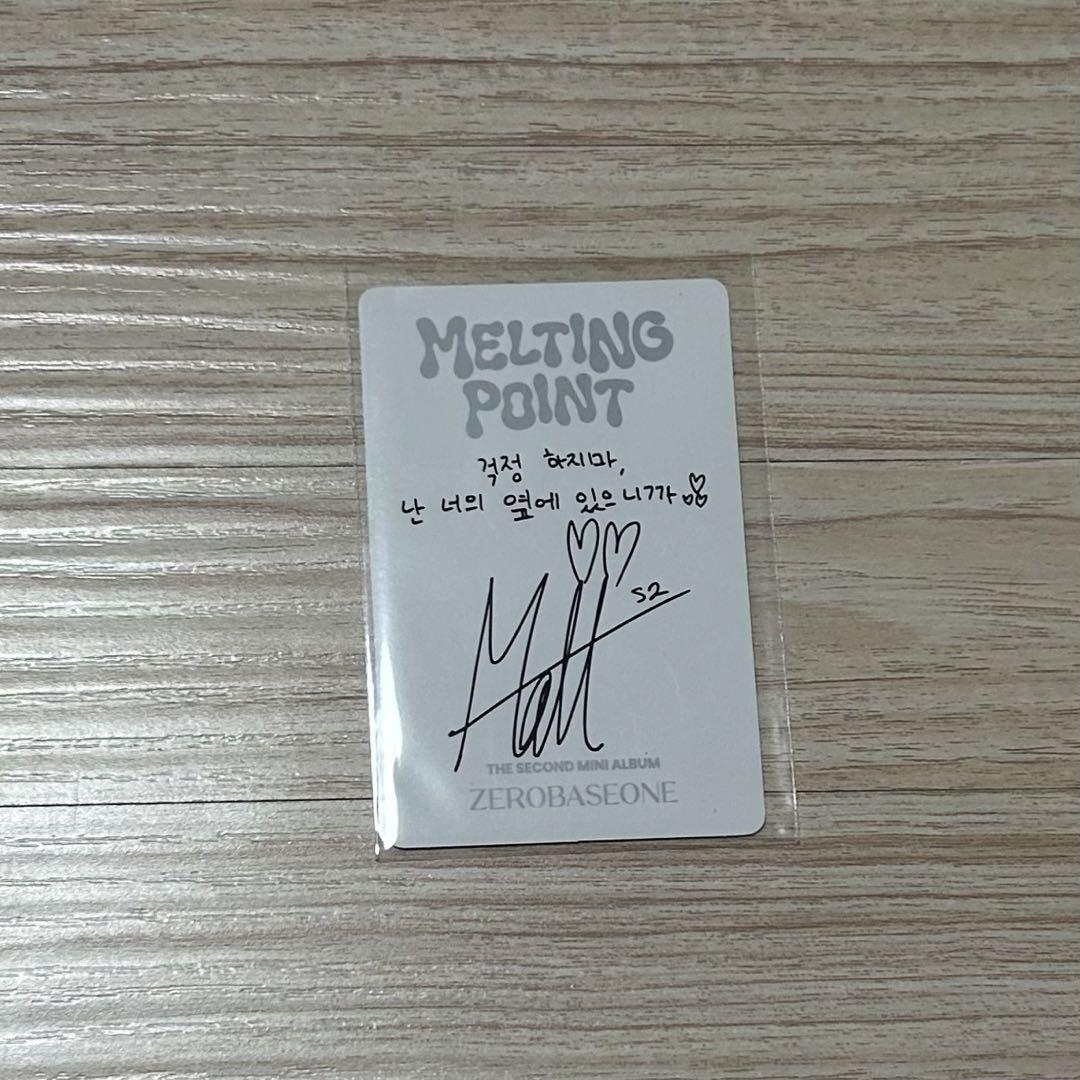 MELTING
POINT
걱정 하지마,
난 너의 옆에 있으니까
S2
Matt
THE SECOND MINI ALBUM
ZEROBASEONE